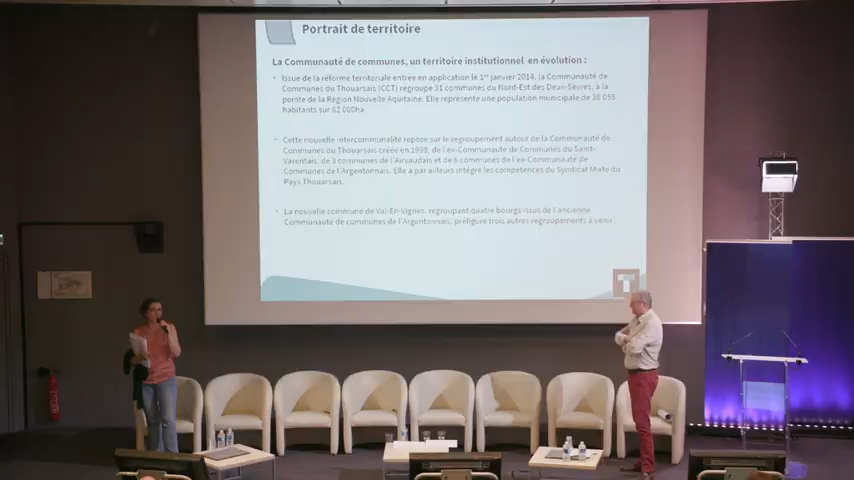 Portrait de territoire
La Communauté de communes, un territoire institutionnel en évolution :
• Issue de la réforme territoriale entrée en application le 1er janvier 2014, la Communauté de
Communes du Thouarsais (CCT) regroupe 31 communes du Nord-Est des Deux-Sèvres, à la
pointe de la Région Nouvelle Aquitaine. Elle représente une population municipale de
habitants sur 62 000ha
• Cette nouvelle intercommunalité repose sur le regroupement autour de la Communauté de
Communes du Thouarsais créée en 1998, de l'ex-Communauté de Communes du Saint-
Varentais, de 3 communes de l'Airvaudais et de 6 communes de l'ex-Communauté de
Communes de l'Argentonnais. Elle a par ailleurs intégré les compétences du Syndicat Mixte du
Pays Thouarsais.
• La nouvelle commune de Val-En-Vignes, regroupant quatre bourgs issus de l'ancienne
Communauté de communes de l'Argentonnais, préfigure trois autres regroupements à venir.
T